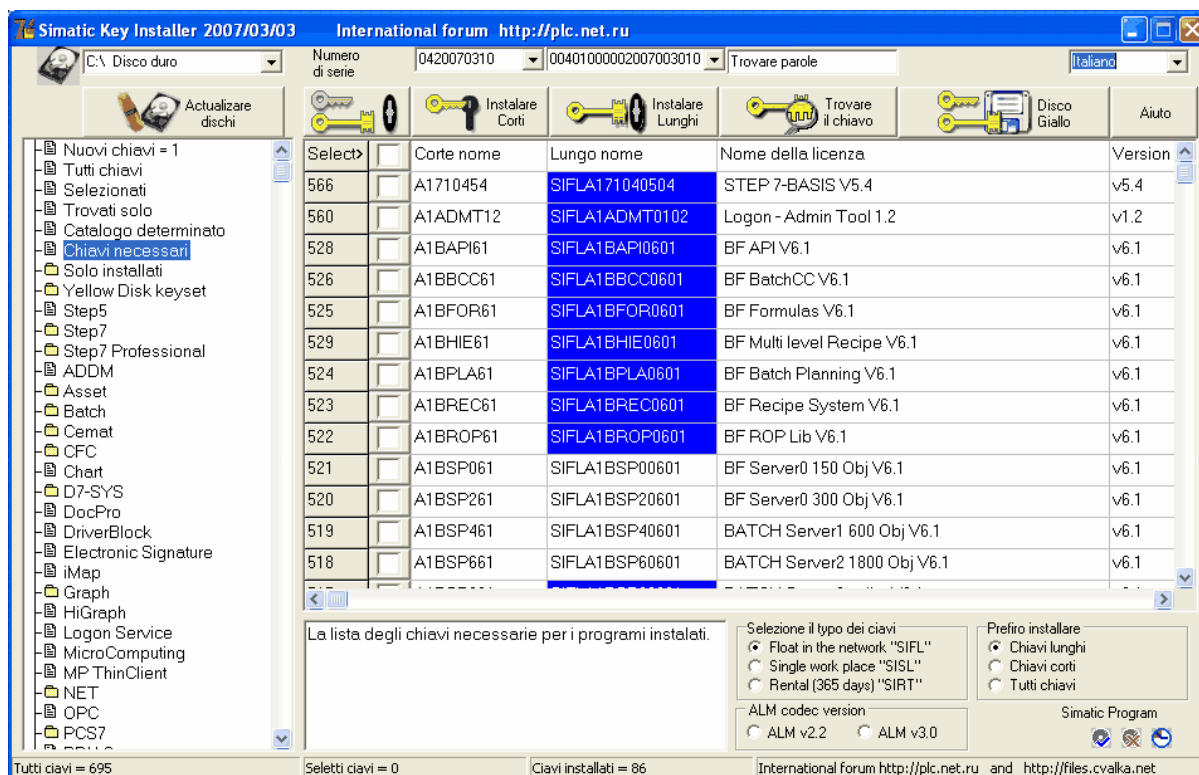 Simatic Key Installer 2007/03/03 International forum http://plc.net.ru
C:\ Disco duro
Numero di serie
0420070310
00401000002007003010
Trovare parole
Italiano
Actualizare dischi
Instalare Corti
Instalare Lunghi
Trovare il chiavo
Disco Giallo
Aiuto
Nuovi chiavi = 1
Tutti chiavi
Selezionati
Trovati solo
Catalogo determinato
Chiavi necessari
Solo installati
Yellow Disk keyset
Step5
Step7
Step7 Professional
ADDM
Asset
Batch
Cemat
CFC
Chart
D7-SYS
DocPro
DriverBlock
Electronic Signature
iMap
Graph
HiGraph
Logon Service
MicroComputing
MP ThinClient
NET
OPC
PCS7
Select> Corte nome Lungo nome Nome della licenza Version
566 A1710454 SIFLA171040504 STEP 7-BASIS V5.4 v5.4
560 A1ADMT12 SIFLA1ADMT0102 Logon - Admin Tool 1.2 v1.2
528 A1BAPI61 SIFLA1BAPI0601 BF API V6.1 v6.1
526 A1BBCC61 SIFLA1BBCC0601 BF BatchCC V6.1 v6.1
525 A1BFOR61 SIFLA1BFOR0601 BF Formulas V6.1 v6.1
529 A1BHIE61 SIFLA1BHIE0601 BF Multi level Recipe V6.1 v6.1
524 A1BPLA61 SIFLA1BPLA0601 BF Batch Planning V6.1 v6.1
523 A1BREC61 SIFLA1BREC0601 BF Recipe System V6.1 v6.1
522 A1BROP61 SIFLA1BROP0601 BF ROP Lib V6.1 v6.1
521 A1BSP061 SIFLA1BSP00601 BF Server0 150 Obj V6.1 v6.1
520 A1BSP261 SIFLA1BSP20601 BF Server0 300 Obj V6.1 v6.1
519 A1BSP461 SIFLA1BSP40601 BATCH Server1 600 Obj V6.1 v6.1
518 A1BSP661 SIFLA1BSP60601 BATCH Server2 1800 Obj V6.1 v6.1
La lista degli chiavi necessarie per i programi instalati.
Selezione il typo dei ciavi
Float in the network "SIFL"
Single work place "SISL"
Rental (365 days) "SIRT"
ALM codec version
ALM v2.2 ALM v3.0
Prefiro installare
Chiavi lunghi
Chiavi corti
Tutti chiavi
Simatic Program
Tutti ciavi = 695 Seletti ciavi = 0 Ciavi installati = 86 International forum http://plc.net.ru and http://files.cvalka.net